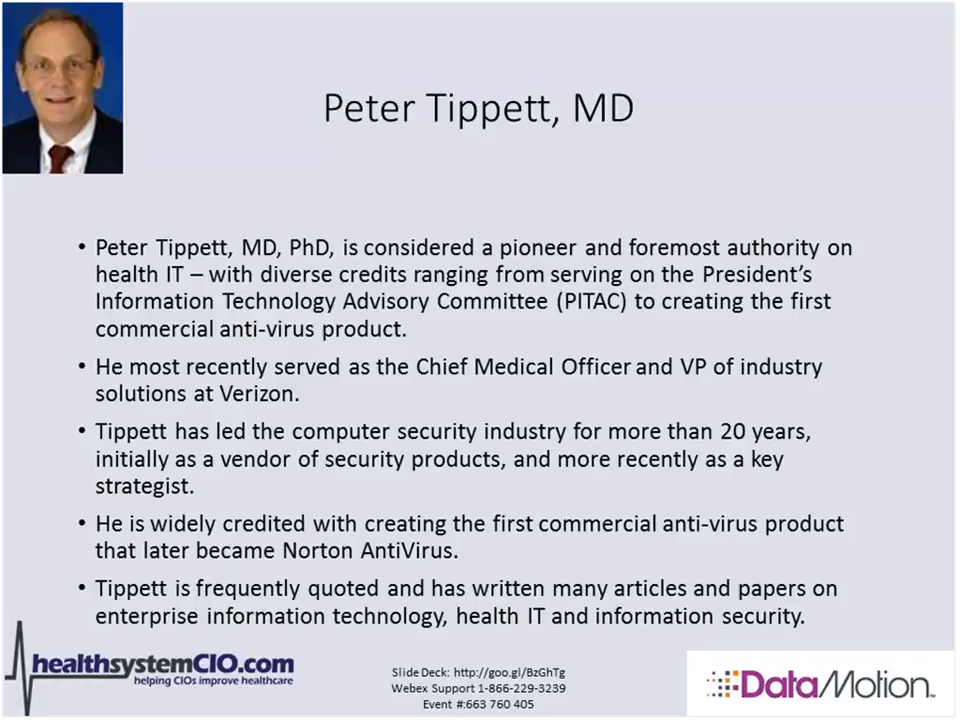 Peter Tippett, MD
• Peter Tippett, MD, PhD, is considered a pioneer and foremost authority on
health IT – with diverse credits ranging from serving on the President’s
Information Technology Advisory Committee (PITAC) to creating the first
commercial anti-virus product.
• He most recently served as the Chief Medical Officer and VP of industry
solutions at Verizon.
• Tippett has led the computer security industry for more than 20 years,
initially as a vendor of security products, and more recently as a key
strategist.
• He is widely credited with creating the first commercial anti-virus product
that later became Norton AntiVirus.
• Tippett is frequently quoted and has written many articles and papers on
enterprise information technology, health IT and information security.
healthsystemCIO.com
helping CIOs improve healthcare
Slide Deck: http://goo.gl/BzGhTg
Webex Support 1-866-229-3239
Event #:663 760 405
DataMotion